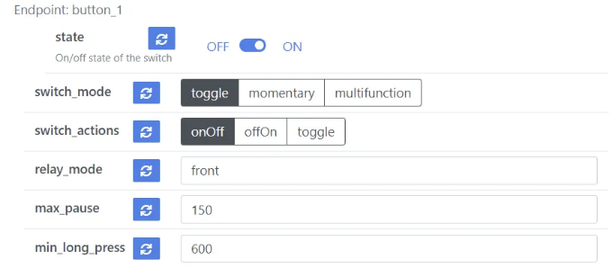 Endpoint: button_1
state OFF ON
On/off state of the switch
switch_mode toggle momentary multifunction
switch_actions onOff offOn toggle
relay_mode front
max_pause 150
min_long_press 600